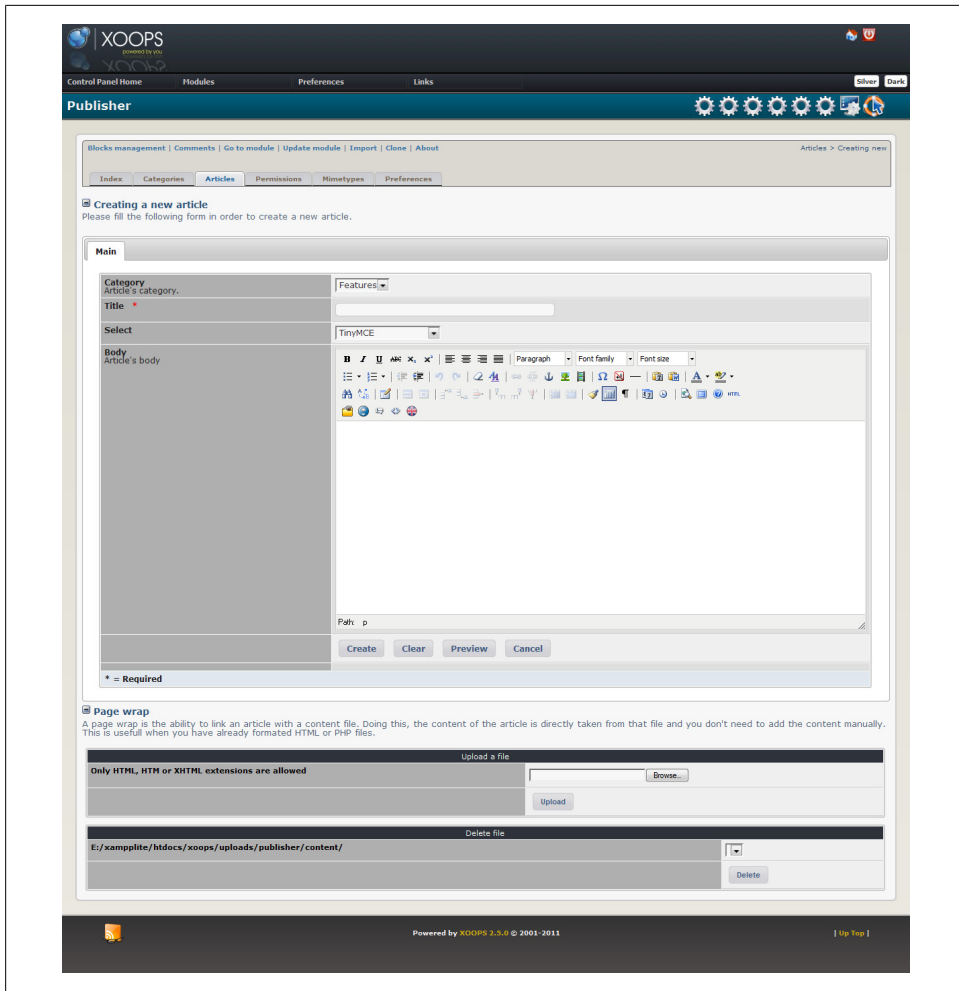 XOOPS
powered by you
Control Panel Home Modules Preferences Links Silver Dark
Publisher
Blocks management | Comments | Go to module | Update module | Import | Clone | About Articles > Creating new
Index Categories Articles Permissions Mimetypes Preferences
Creating a new article
Please fill the following form in order to create a new article.
Main
Category
Article's category.
Features
Title *
Select
TinyMCE
Body
Article's body
B I U ABC x₂ x² Paragraph Font family Font size
Ω A
HTML
Path: p
Create Clear Preview Cancel
* = Required
Page wrap
A page wrap is the ability to link an article with a content file. Doing this, the content of the article is directly taken from that file and you don't need to add the content manually.
This is usefull when you have already formated HTML or PHP files.
Upload a file
Only HTML, HTM or XHTML extensions are allowed
Browse...
Upload
Delete file
E:/xampplite/htdocs/xoops/uploads/publisher/content/
Delete
Powered by XOOPS 2.5.0 © 2001-2011 | Up Top |